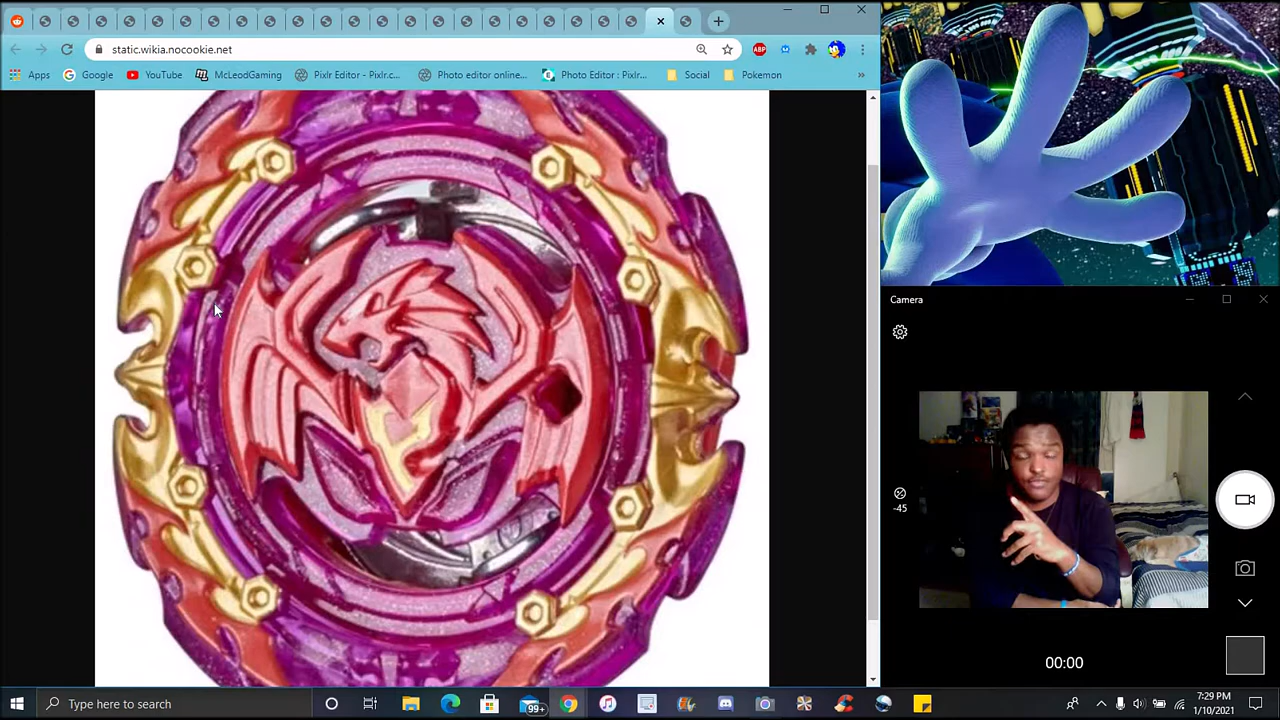 static.wikia.nocookie.net
ABP
Apps
Google
YouTube
McLeodGaming
Pixlr Editor - Pixlr.c...
Photo editor online...
Photo Editor : Pixlr...
Social
Pokemon
»
Camera
-45
00:00
Type here to search
99+
7:29 PM
1/10/2021